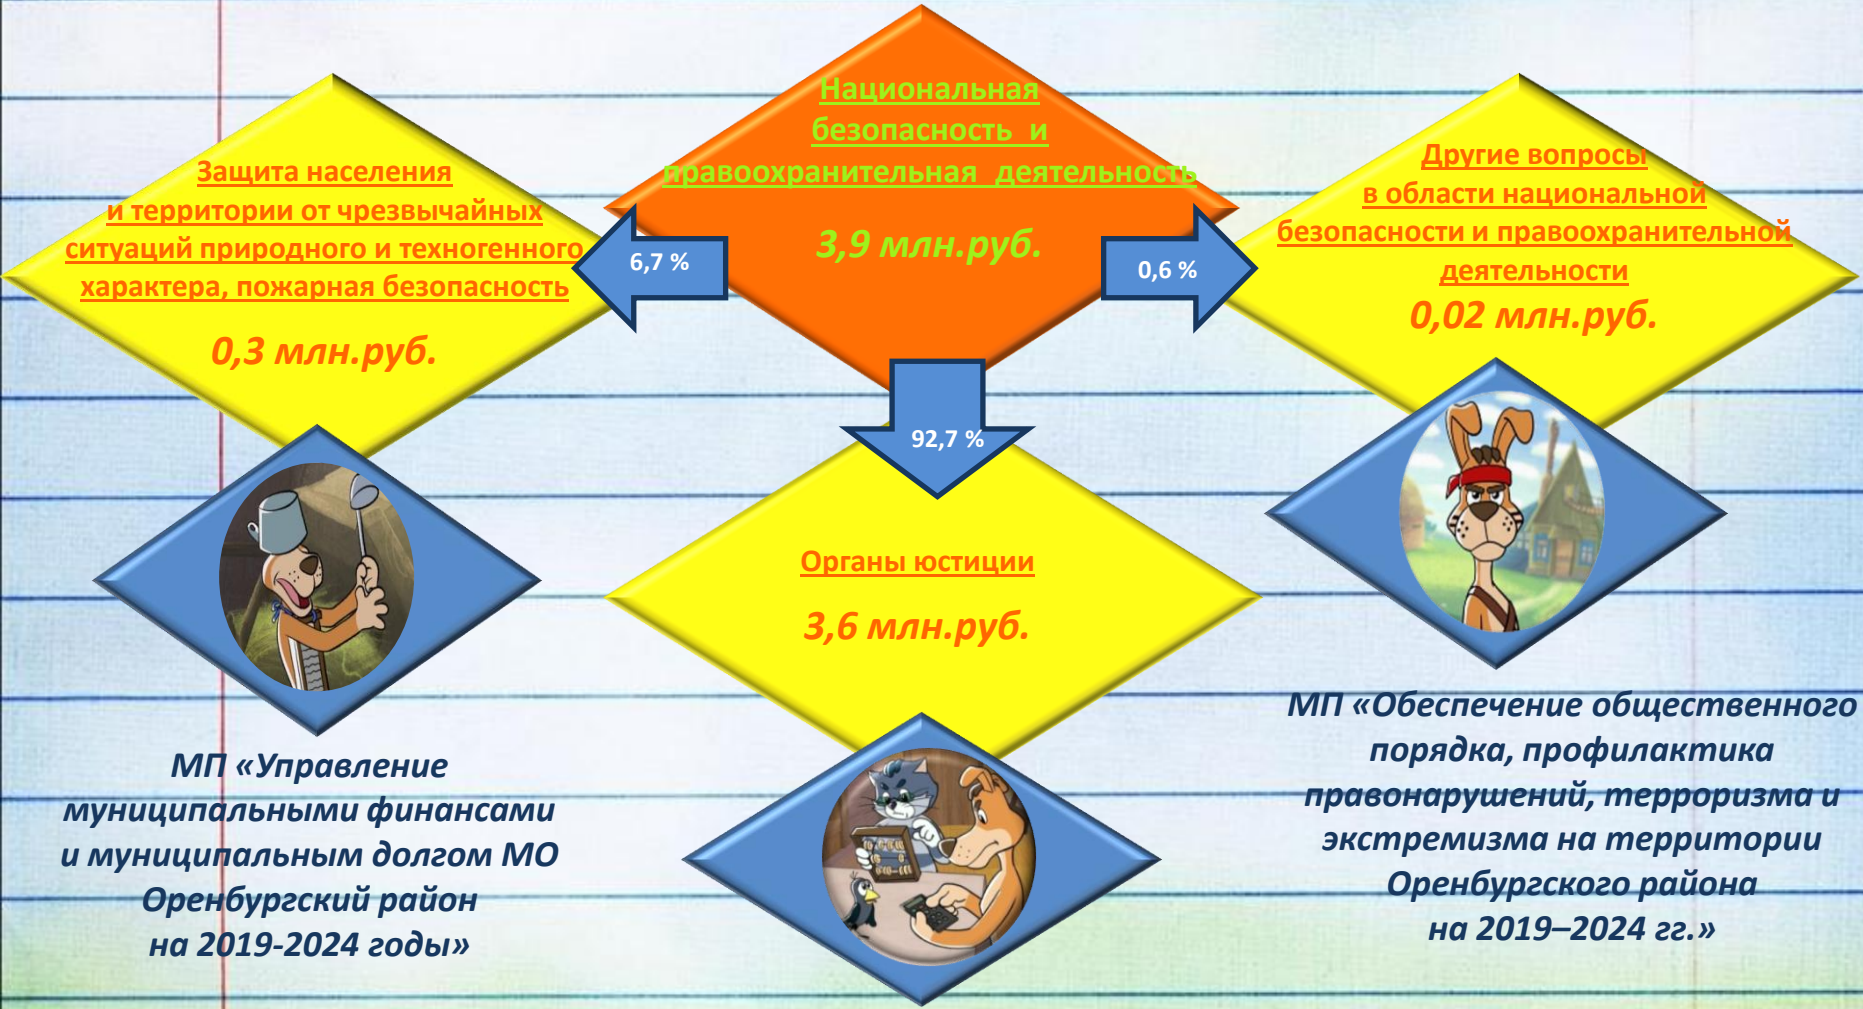 Национальная
безопасность и
правоохранительная деятельность
3,9 млн.руб.
Защита населения
и территории от чрезвычайных
ситуаций природного и техногенного
характера, пожарная безопасность
0,3 млн.руб.
6,7 %
0,6 %
Другие вопросы
в области национальной
безопасности и правоохранительной
деятельности
0,02 млн.руб.
92,7 %
Органы юстиции
3,6 млн.руб.
МП «Управление
муниципальными финансами
и муниципальным долгом МО
Оренбургский район
на 2019-2024 годы»
МП «Обеспечение общественного
порядка, профилактика
правонарушений, терроризма и
экстремизма на территории
Оренбургского района
на 2019–2024 гг.»